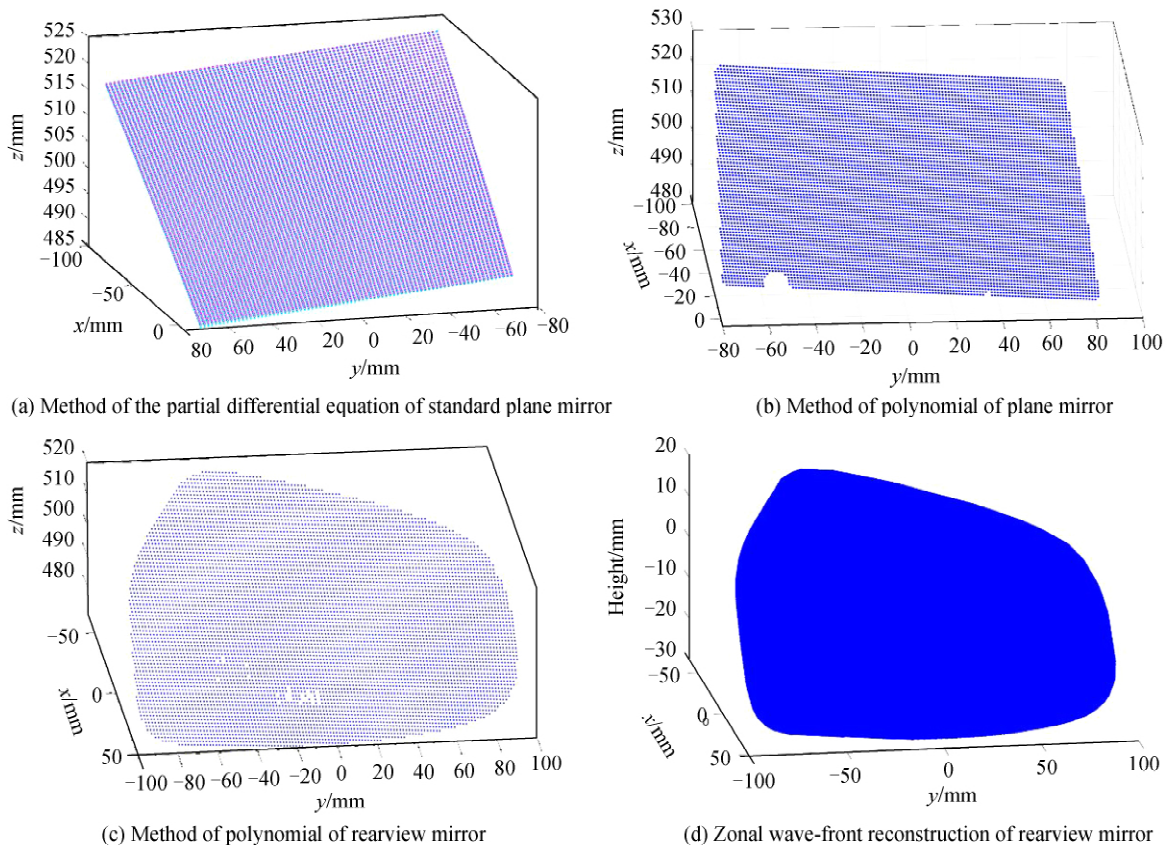 525
520
515
510
505
500
495
490
485
z/mm
−100
−50
0
x/mm
80 60 40 20 0 −20 −40 −60 −80
y/mm
(a) Method of the partial differential equation of standard plane mirror
530
520
510
500
490
480
z/mm
−100
−80
−60
−40
−20
0
x/mm
−80 −60 −40 −20 0 20 40 60 80 100
y/mm
(b) Method of polynomial of plane mirror
520
510
500
490
480
z/mm
−50
0
50
x/mm
−100 −80 −60 −40 −20 0 20 40 60 80 100
y/mm
(c) Method of polynomial of rearview mirror
20
10
0
−10
−20
−30
Height/mm
−50
0
50
x/mm
−100 −50 0 50 100
y/mm
(d) Zonal wave-front reconstruction of rearview mirror